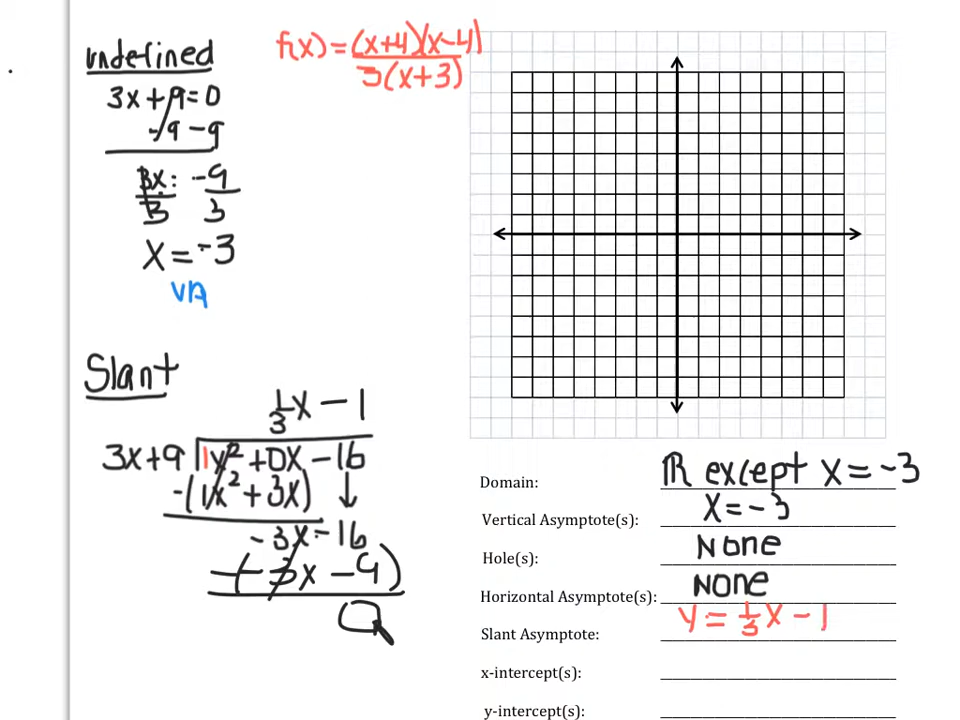 undefined
3x + 9 = 0
-9 -9
3x = -9
3 3
x = -3
VA
f(x) = (x+4)(x-4)
3(x+3)
Slant
1/3 x - 1
3x+9 1x² + 0x - 16
-(1x² + 3x) ↓
-3x - 16
-(-3x - 9)
Domain: ℝ except x = -3
Vertical Asymptote(s): x = -3
Hole(s): None
Horizontal Asymptote(s): None
Slant Asymptote: y = 1/3 x - 1
x-intercept(s):
y-intercept(s):